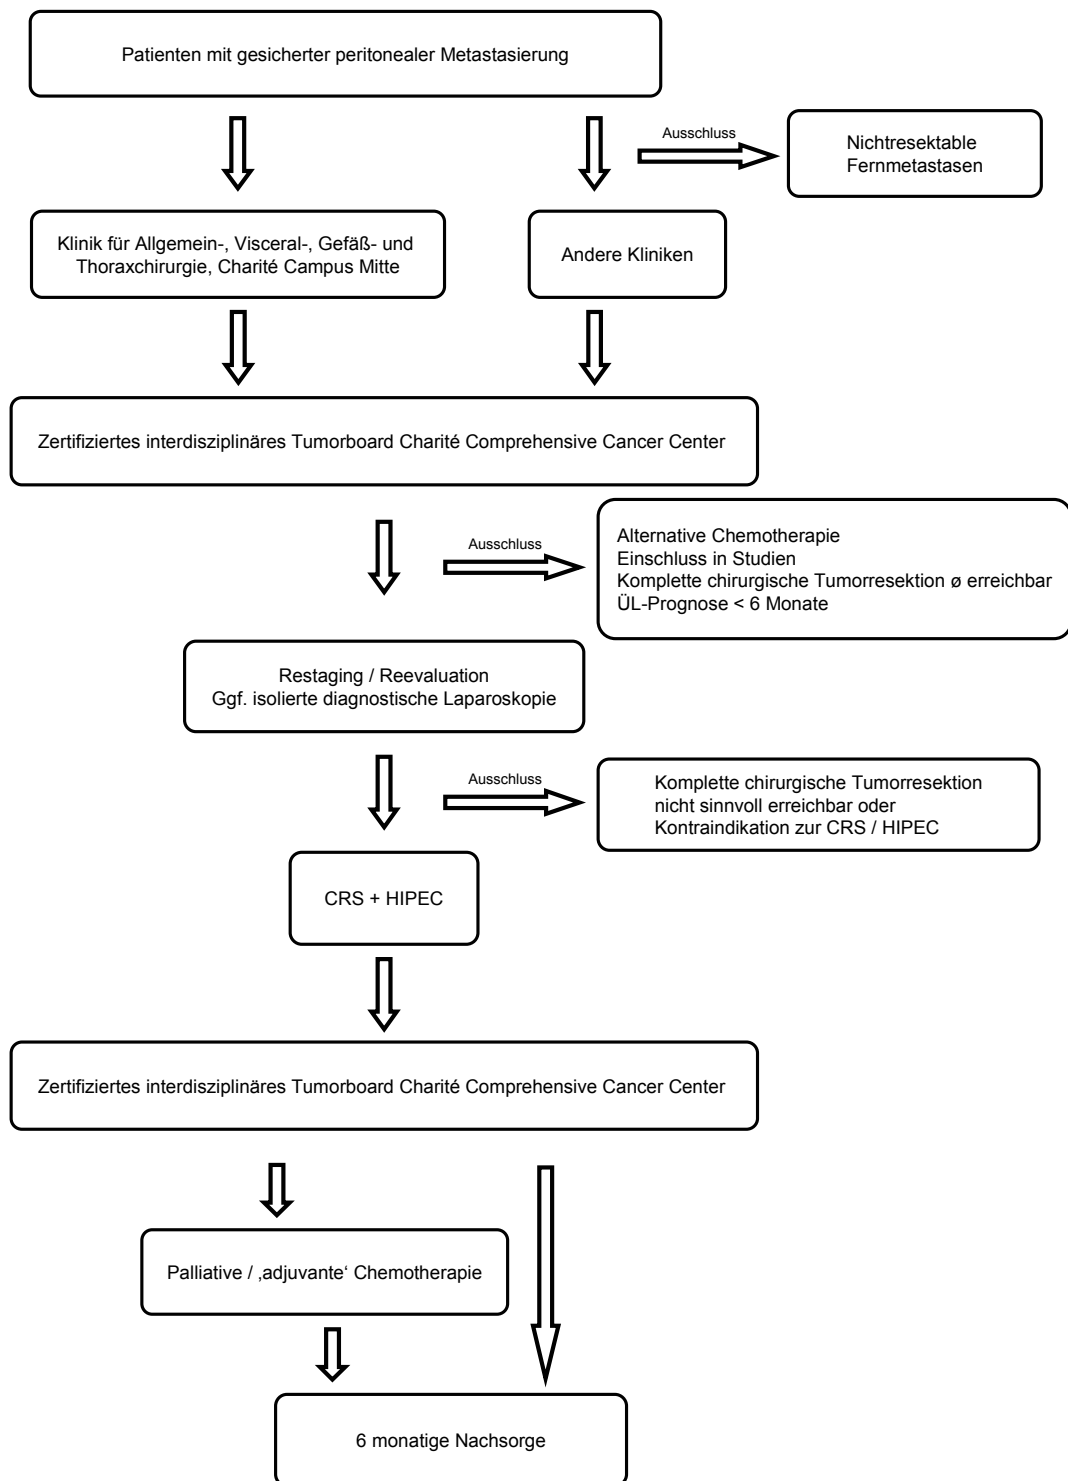 Patienten mit gesicherter peritonealer Metastasierung
Ausschluss
Nichtresektable
Fernmetastasen
Klinik für Allgemein-, Visceral-, Gefäß- und
Thoraxchirurgie, Charité Campus Mitte
Andere Kliniken
Zertifiziertes interdisziplinäres Tumorboard Charité Comprehensive Cancer Center
Ausschluss
Alternative Chemotherapie
Einschluss in Studien
Komplette chirurgische Tumorresektion ø erreichbar
ÜL-Prognose < 6 Monate
Restaging / Reevaluation
Ggf. isolierte diagnostische Laparoskopie
Ausschluss
Komplette chirurgische Tumorresektion
nicht sinnvoll erreichbar oder
Kontraindikation zur CRS / HIPEC
CRS + HIPEC
Zertifiziertes interdisziplinäres Tumorboard Charité Comprehensive Cancer Center
Palliative / ‚adjuvante‘ Chemotherapie
6 monatige Nachsorge